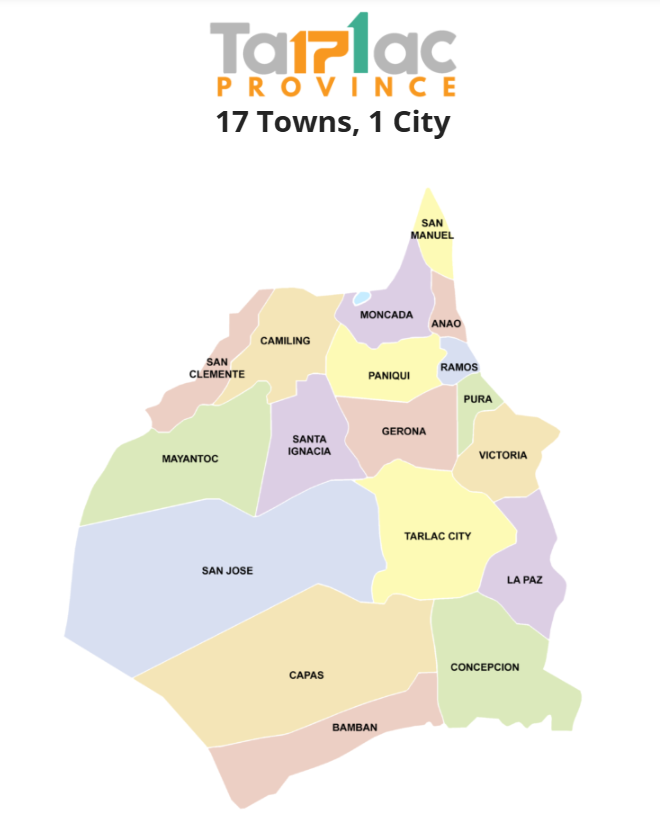 Ta171ac
PROVINCE
17 Towns, 1 City
SAN
MANUEL
MONCADA
ANAO
CAMILING
SAN
CLEMENTE
PANIQUI
RAMOS
PURA
GERONA
SANTA
IGNACIA
VICTORIA
MAYANTOC
TARLAC CITY
SAN JOSE
LA PAZ
CONCEPCION
CAPAS
BAMBAN